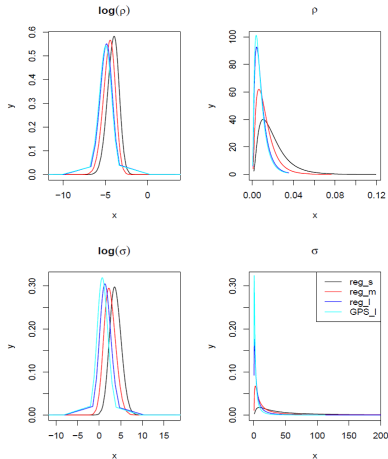 log(ρ)
ρ
y
0.0 0.1 0.2 0.3 0.4 0.5 0.6
−10 −5 0
x
y
0 20 40 60 80 100
0.00 0.04 0.08 0.12
x
log(σ)
σ
y
0.00 0.10 0.20 0.30
−10 −5 0 5 10 15
x
y
0.00 0.10 0.20 0.30
0 50 100 150 200
x
reg_s
reg_m
reg_l
GPS_l